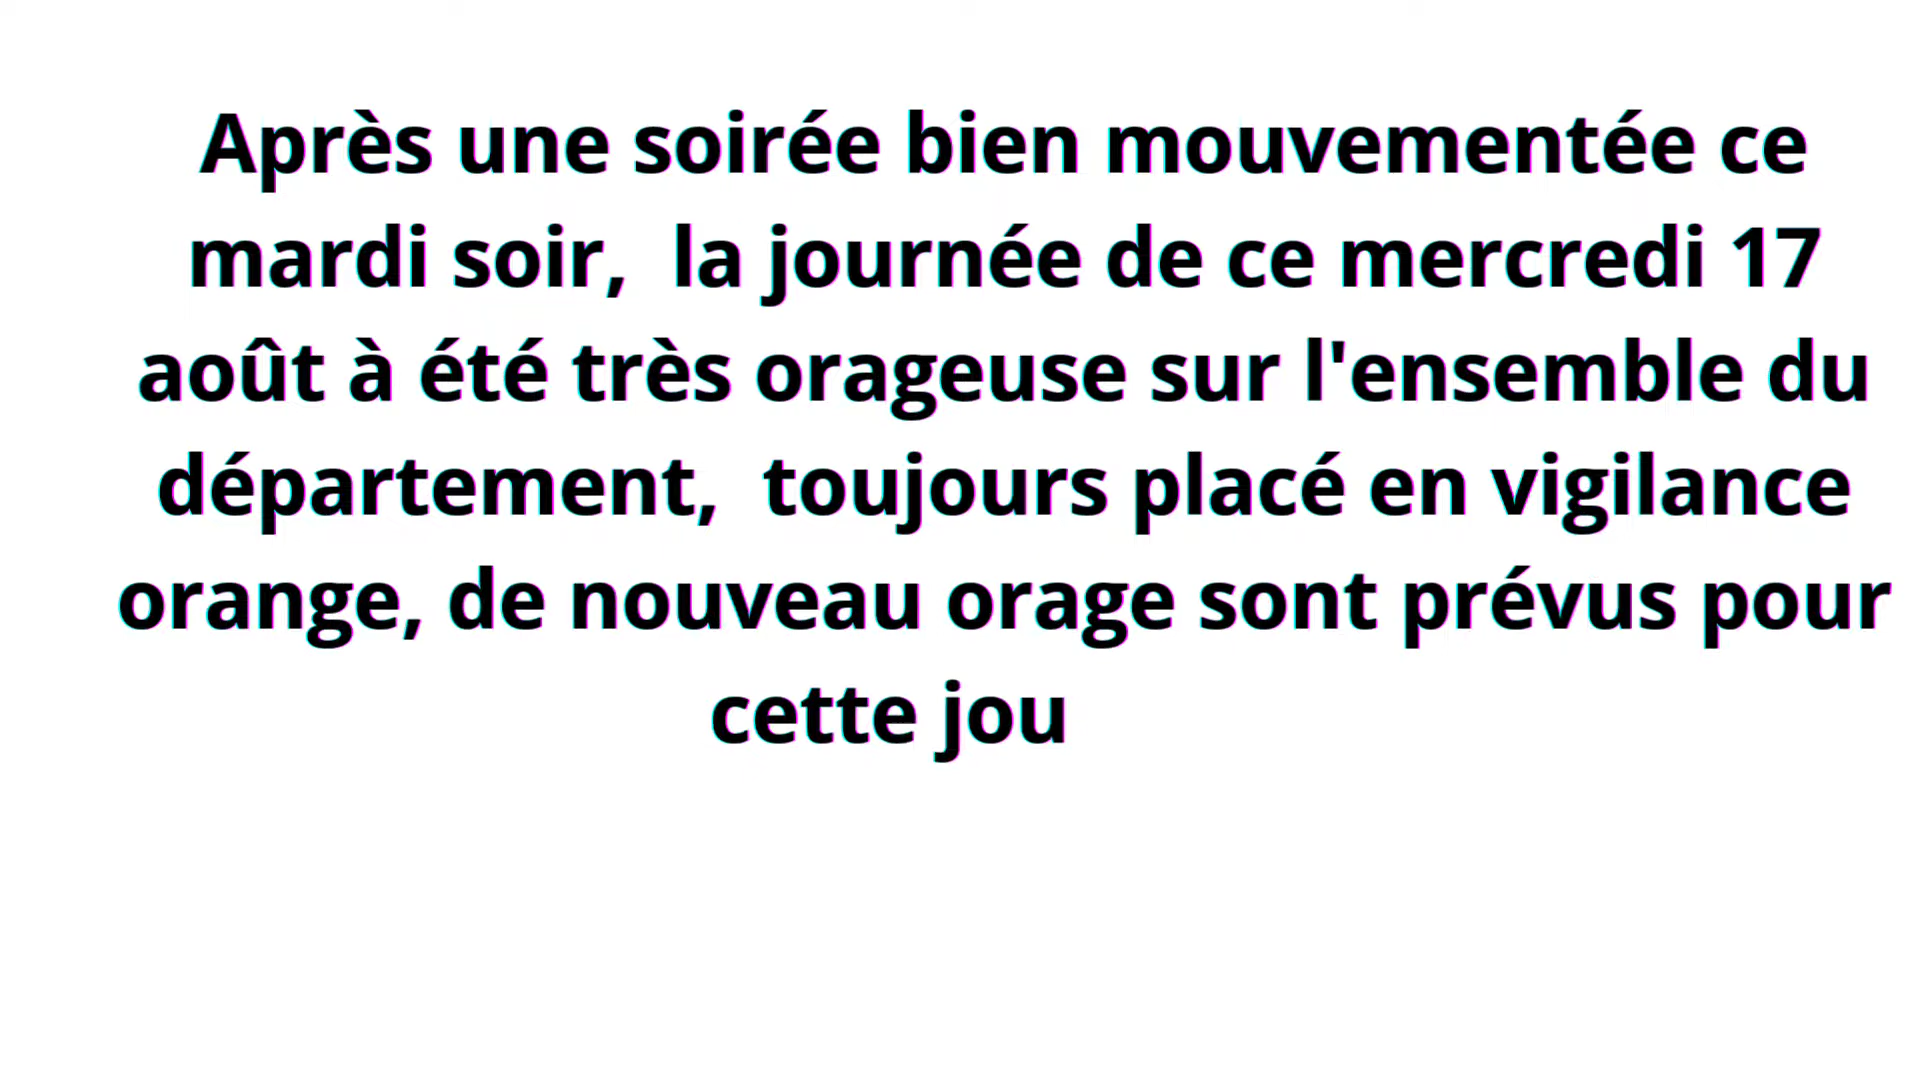 Après une soirée bien mouvementée ce
mardi soir,  la journée de ce mercredi 17
août à été très orageuse sur l'ensemble du
département,  toujours placé en vigilance
orange, de nouveau orage sont prévus pour
cette jou